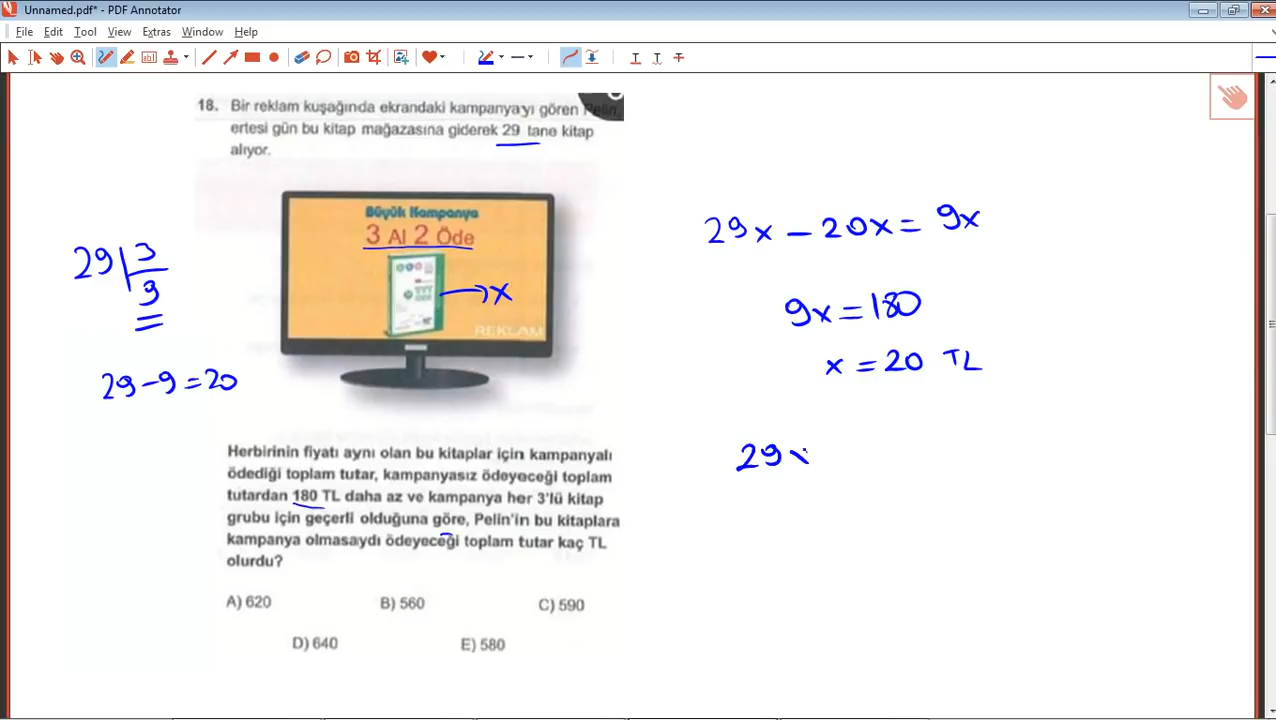 Unnamed.pdf* - PDF Annotator
File Edit Tool View Extras Window Help
18. Bir reklam kuşağında ekrandaki kampanyayı gören Pelin,
ertesi gün bu kitap mağazasına giderek 29 tane kitap
alıyor.
Büyük Kampanya
3 Al 2 Öde
REKLAM
x
29 3
3
29-9=20
29x - 20x = 9x
9x = 180
x = 20 TL
29
Herbirinin fiyatı aynı olan bu kitaplar için kampanyalı
ödediği toplam tutar, kampanyasız ödeyeceği toplam
tutardan 180 TL daha az ve kampanya her 3'lü kitap
grubu için geçerli olduğuna göre, Pelin'in bu kitaplara
kampanya olmasaydı ödeyeceği toplam tutar kaç TL
olurdu?
A) 620 B) 560 C) 590
D) 640 E) 580